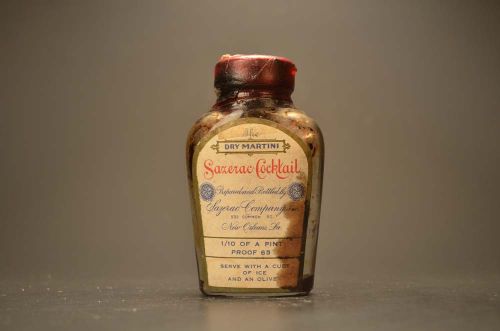 The
DRY MARTINI
Sazerac Cocktail
Prepared and Bottled by
Sazerac Company Inc.
New Orleans, La
1/10 OF A PINT
PROOF 63
SERVE WITH A CUBE
OF ICE
AND AN OLIVE